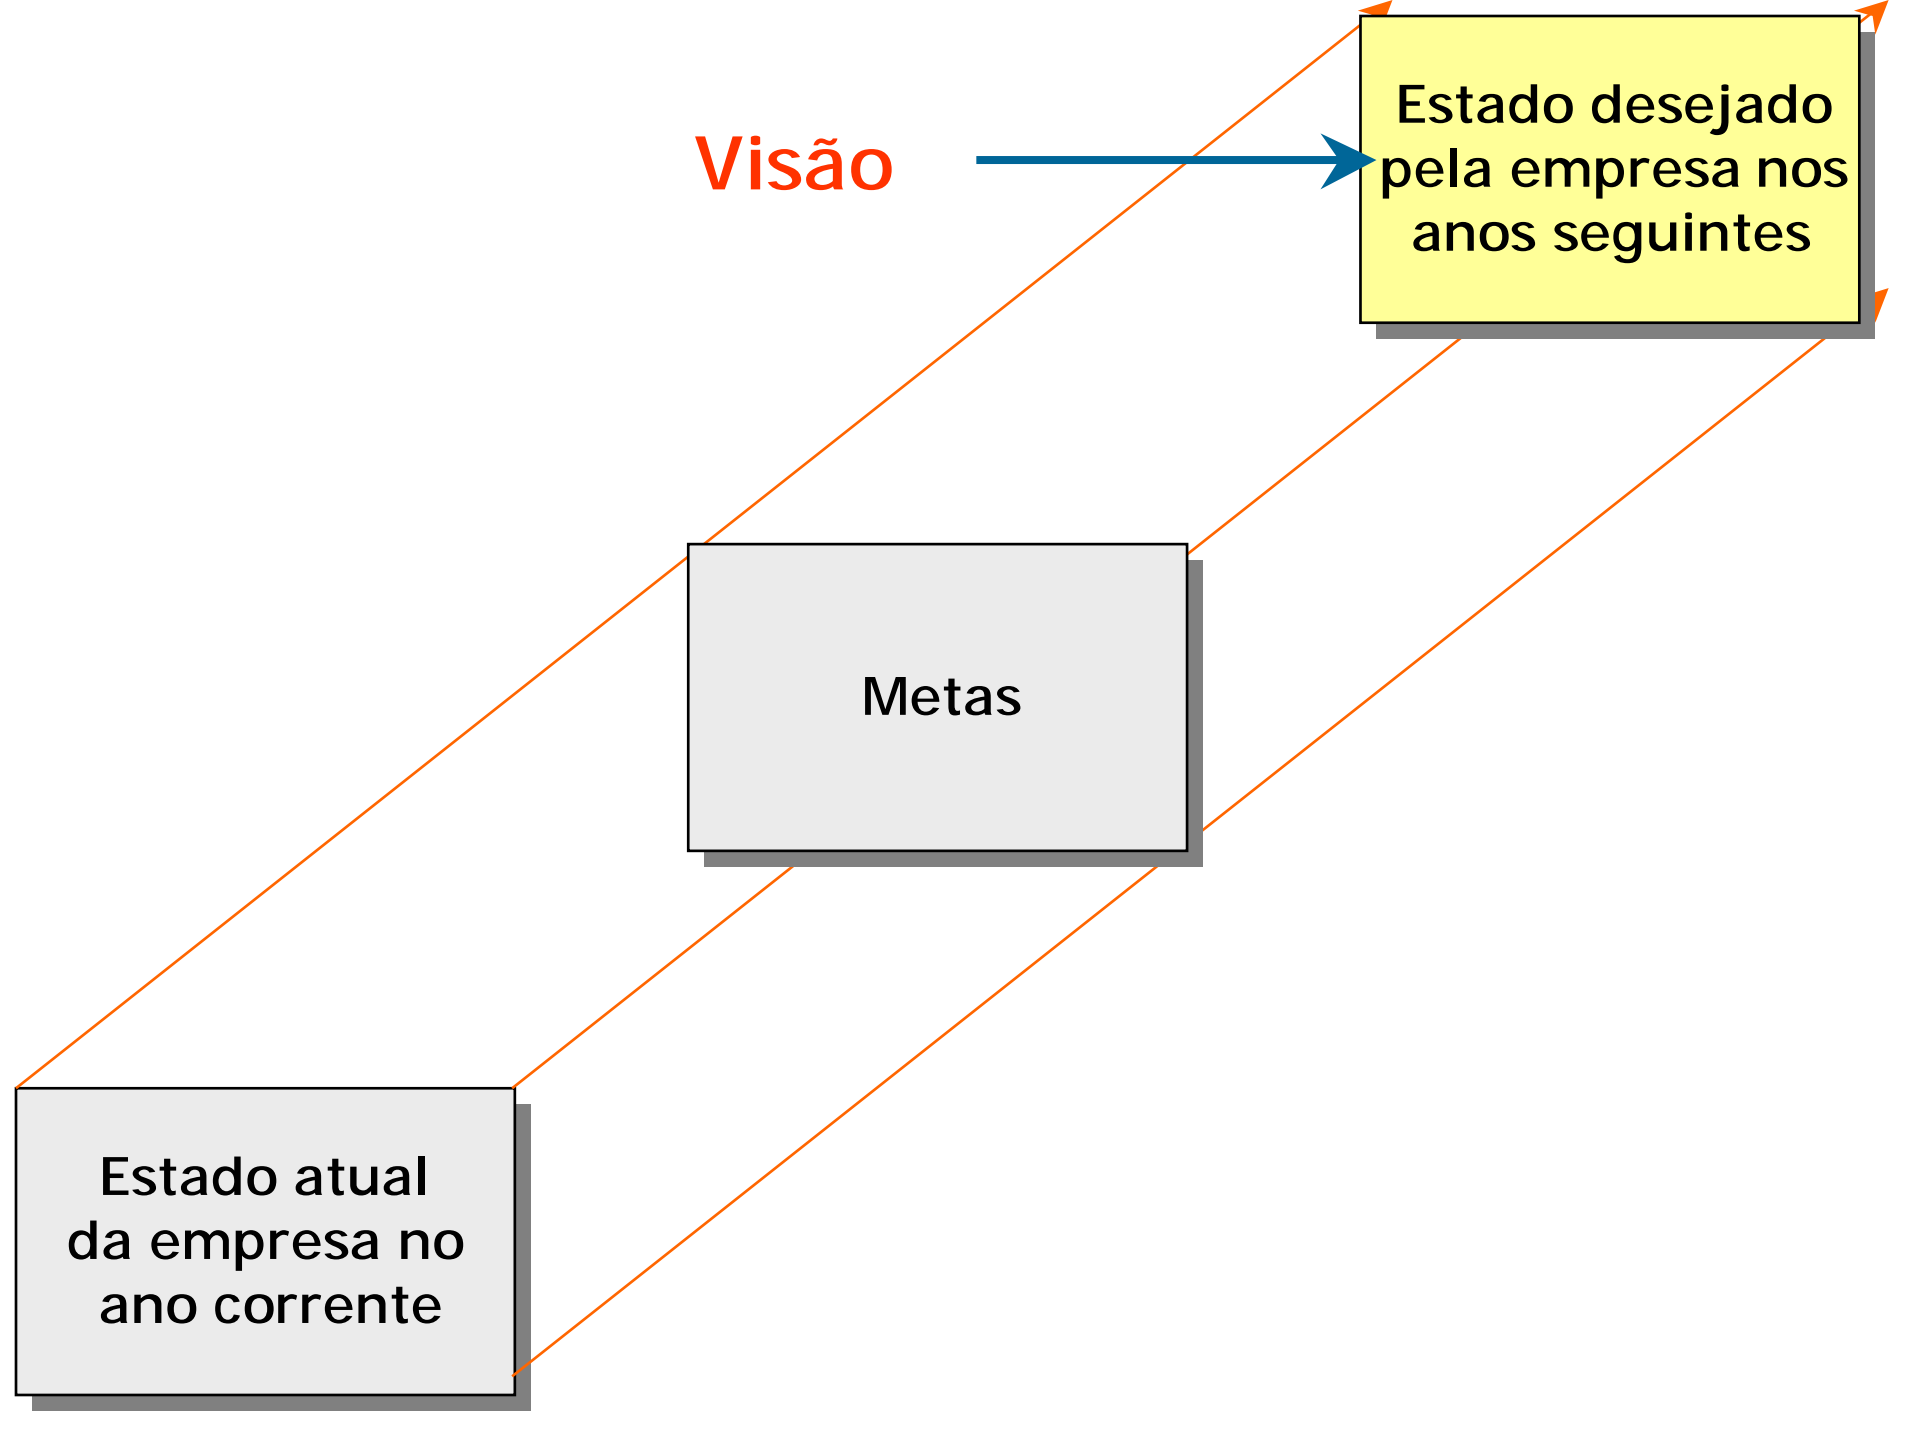 Visão
Estado desejado
pela empresa nos
anos seguintes
Metas
Estado atual
da empresa no
ano corrente